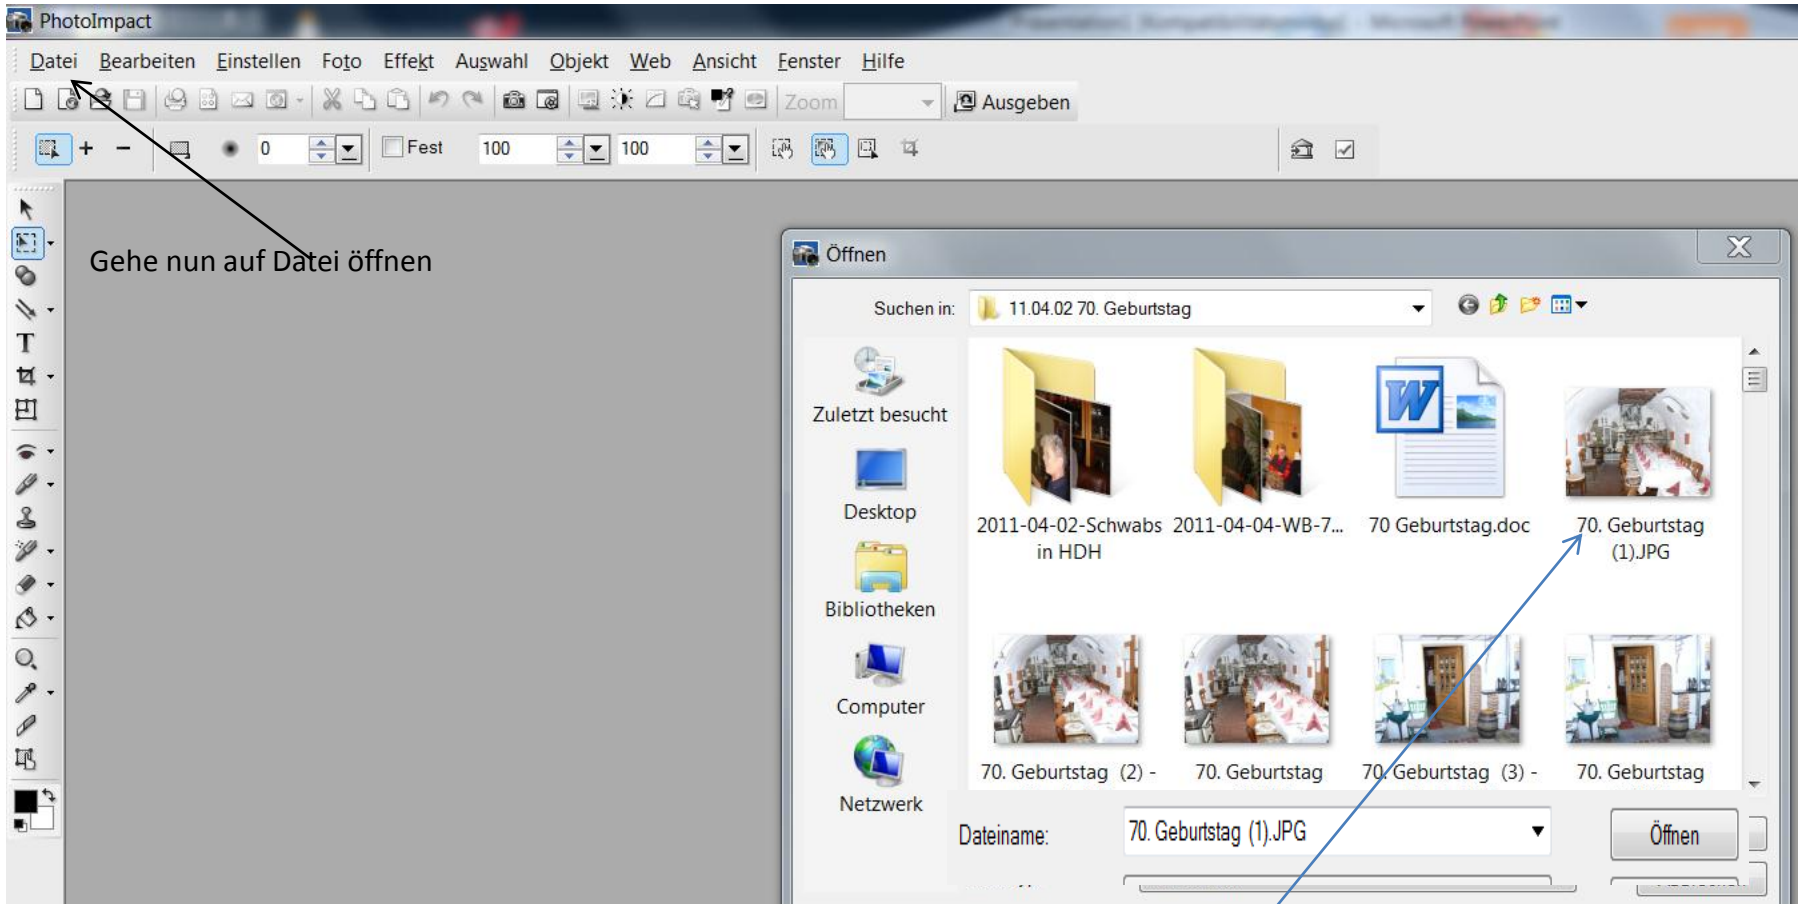 PhotoImpact
Datei Bearbeiten Einstellen Foto Effekt Auswahl Objekt Web Ansicht Fenster Hilfe
Zoom Ausgeben
0 Fest 100 100
Gehe nun auf Datei öffnen
Öffnen
Suchen in: 11.04.02 70. Geburtstag
Zuletzt besucht
Desktop
Bibliotheken
Computer
Netzwerk
2011-04-02-Schwabs 2011-04-04-WB-7... 70 Geburtstag.doc 70. Geburtstag
in HDH (1).JPG
70. Geburtstag (2) - 70. Geburtstag 70. Geburtstag (3) - 70. Geburtstag
Dateiname: 70. Geburtstag (1).JPG Öffnen